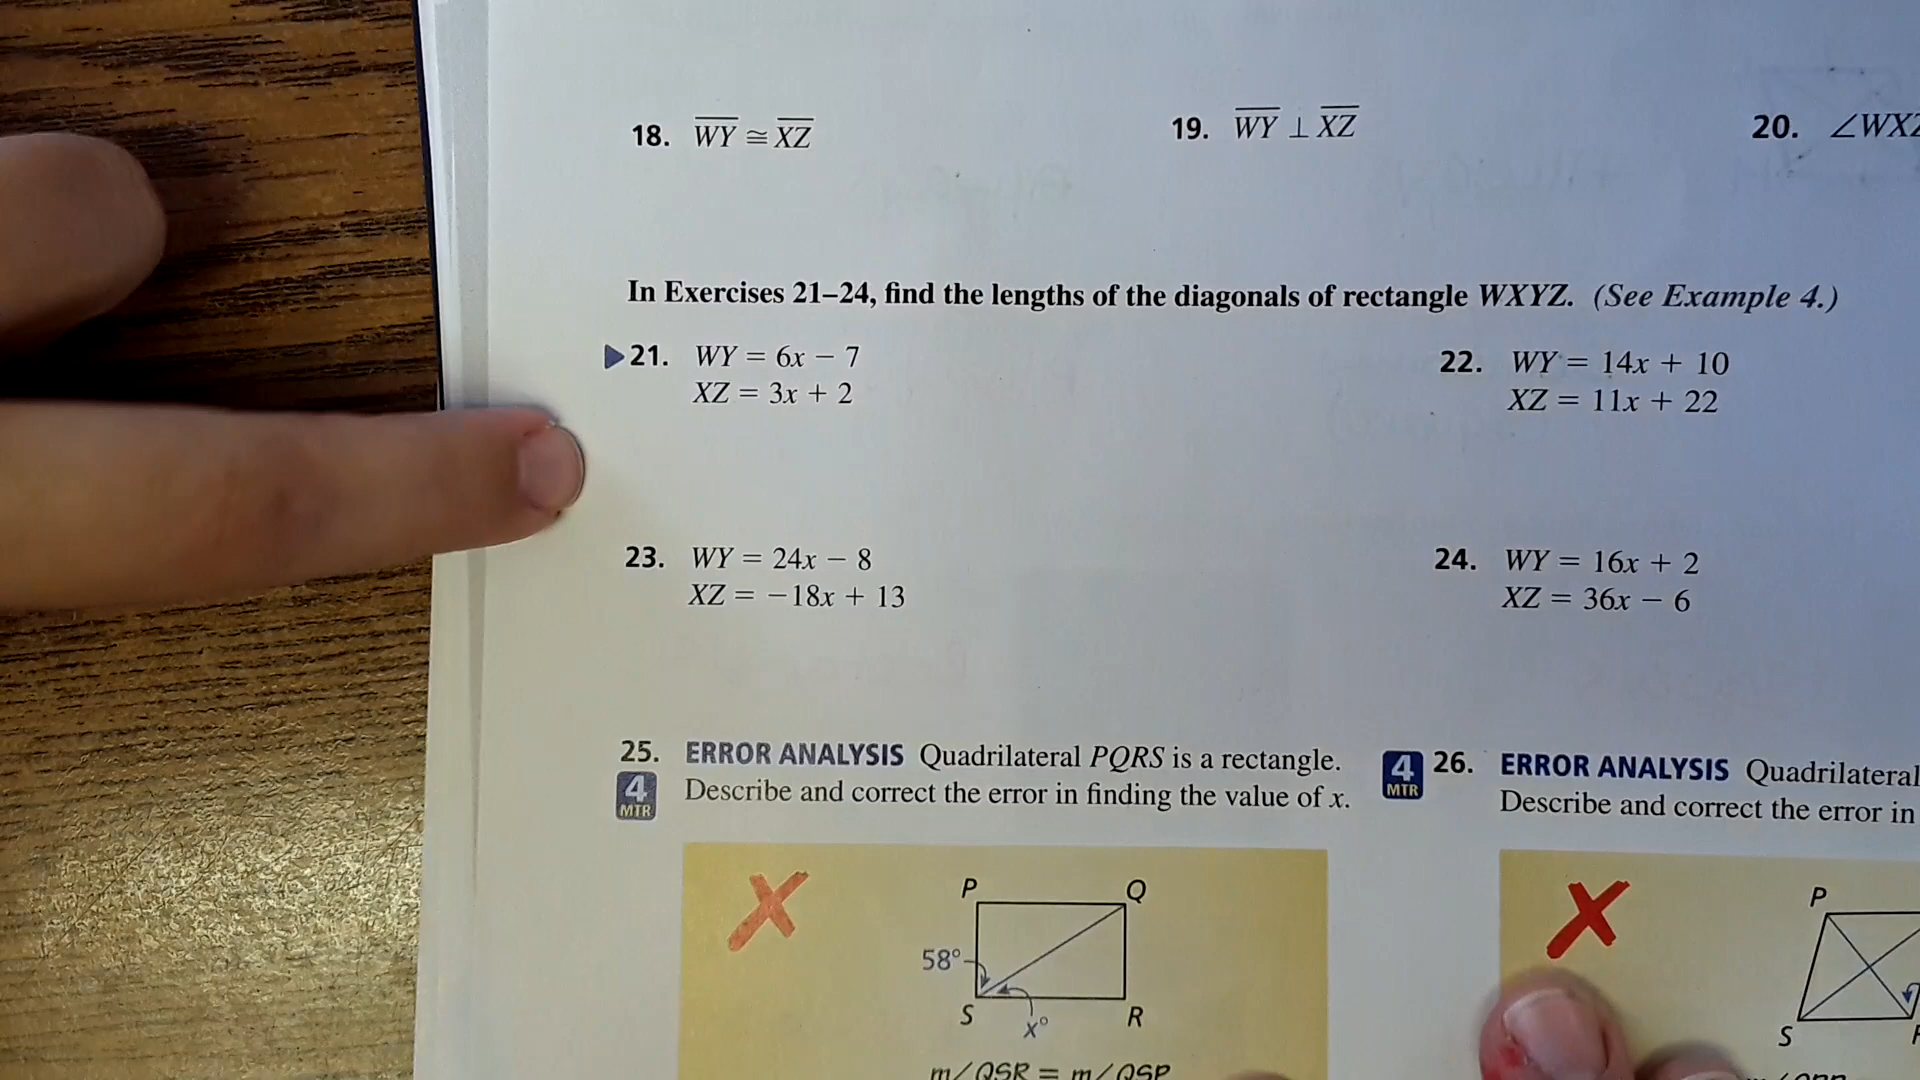 18. WY ≅ XZ 19. WY ⊥ XZ 20. ∠WXZ
In Exercises 21–24, find the lengths of the diagonals of rectangle WXYZ. (See Example 4.)
21. WY = 6x − 7 22. WY = 14x + 10
XZ = 3x + 2 XZ = 11x + 22
23. WY = 24x − 8 24. WY = 16x + 2
XZ = −18x + 13 XZ = 36x − 6
25. ERROR ANALYSIS Quadrilateral PQRS is a rectangle.
4 MTR Describe and correct the error in finding the value of x.
4 MTR 26. ERROR ANALYSIS Quadrilateral
Describe and correct the error in
P Q
58°
S x° R
m∠QSR = m∠QSP
P
S